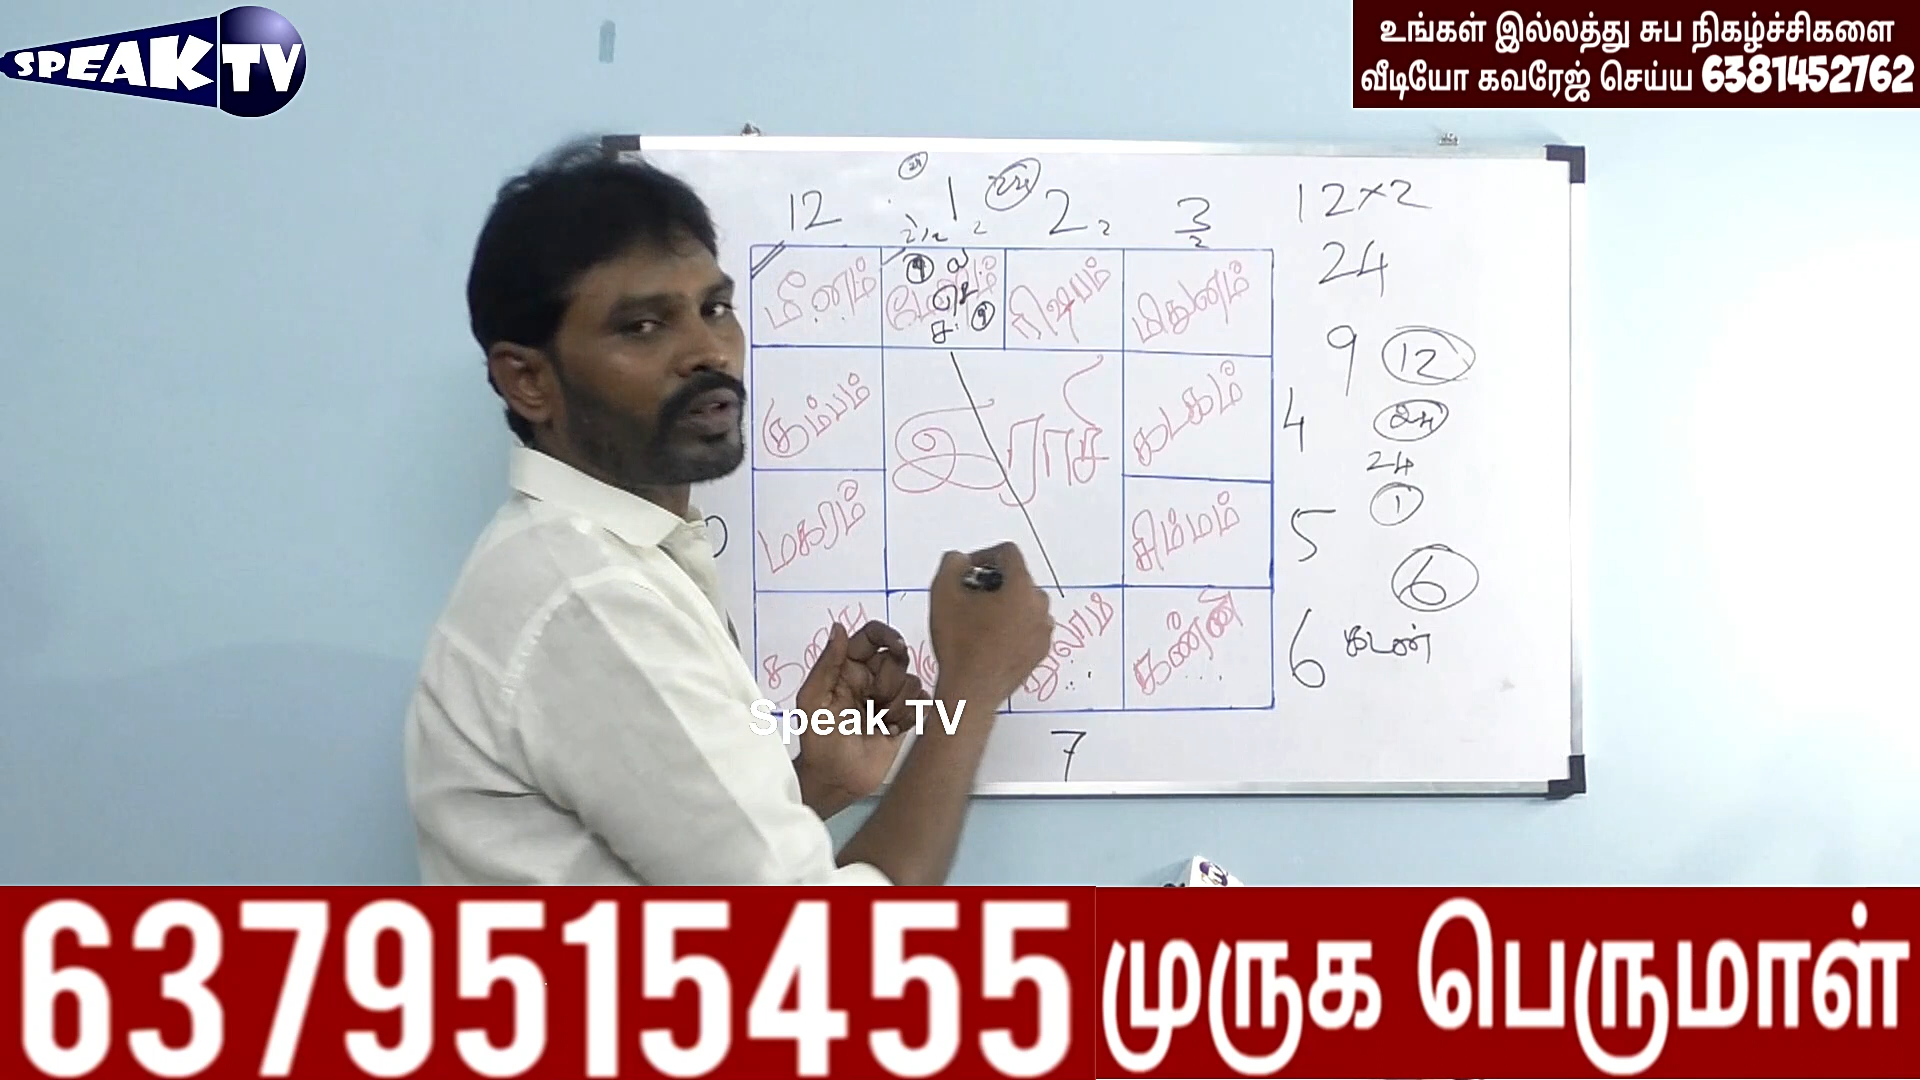 SPEAK TV
உங்கள் இல்லத்து சுப நிகழ்ச்சிகளை
வீடியோ கவரேஜ் செய்ய 6381452762
12 1 2 2 3
2
12×2
24
மீனம் ரிஷபம் மிதுனம்
9 12
கும்பம் இராசி கடகம்
4
24
1
மகரம் சிம்மம்
5
6
துலாம் கன்னி
6 கடன்
7
Speak TV
6379515455 முருக பெருமாள்